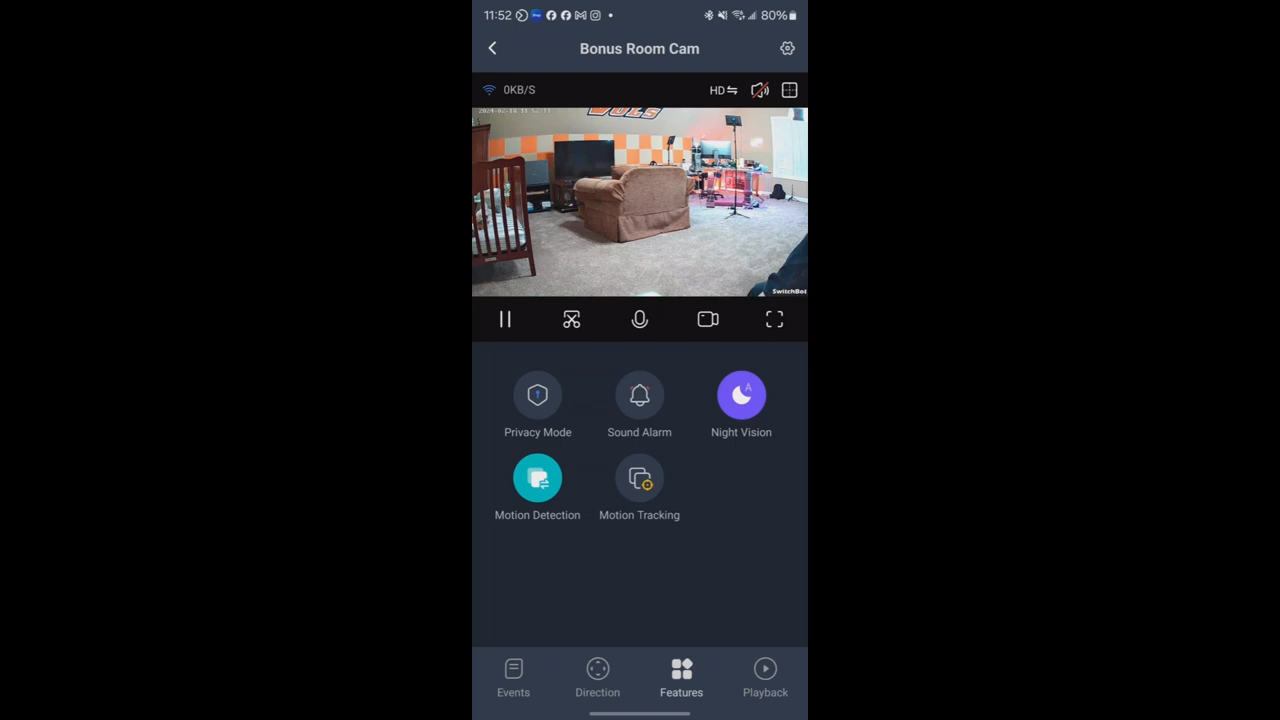 11:52
80%
Bonus Room Cam
0KB/S
HD
VOLS
SwitchBot
Privacy Mode
Sound Alarm
A
Night Vision
Motion Detection
Motion Tracking
Events
Direction
Features
Playback